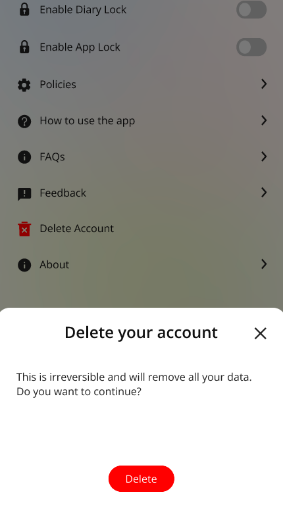 Enable Diary Lock
Enable App Lock
Policies
How to use the app
FAQs
Feedback
Delete Account
About
Delete your account
This is irreversible and will remove all your data.
Do you want to continue?
Delete